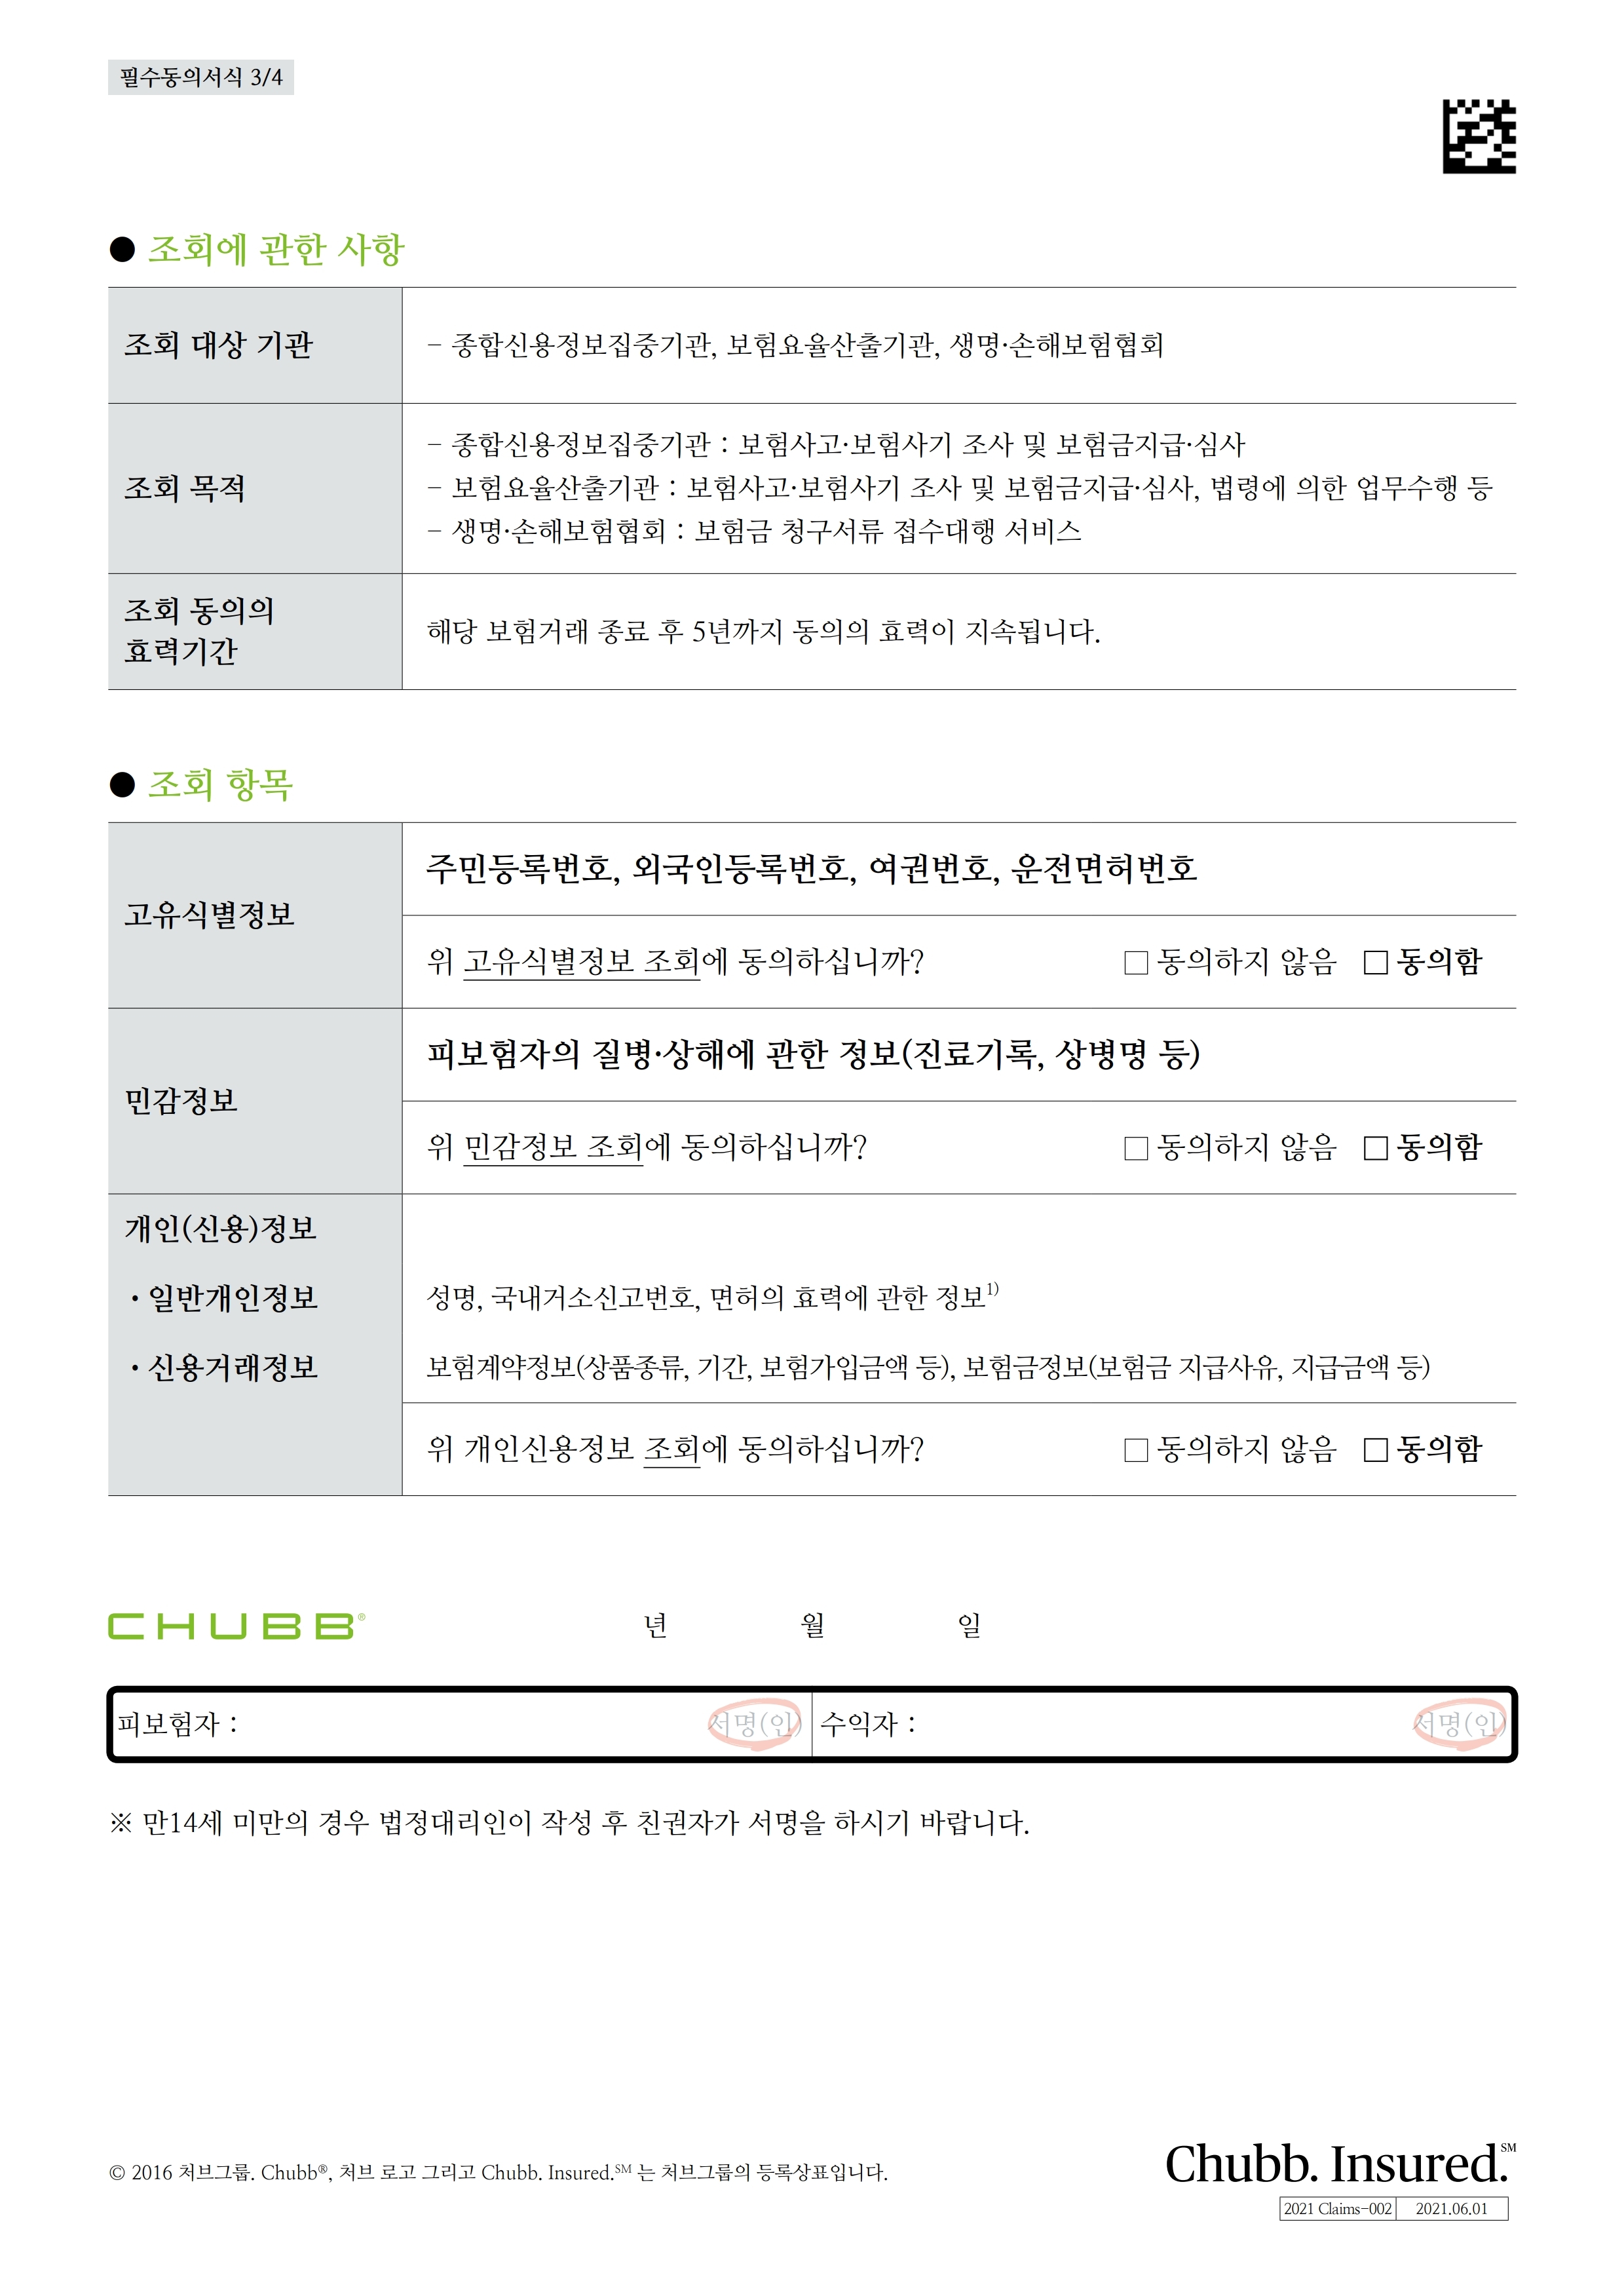 필수동의서식 3/4
● 조회에 관한 사항
조회 대상 기관
- 종합신용정보집중기관, 보험요율산출기관, 생명·손해보험협회
조회 목적
- 종합신용정보집중기관 : 보험사고·보험사기 조사 및 보험금지급·심사
- 보험요율산출기관 : 보험사고·보험사기 조사 및 보험금지급·심사, 법령에 의한 업무수행 등
- 생명·손해보험협회 : 보험금 청구서류 접수대행 서비스
조회 동의의
효력기간
해당 보험거래 종료 후 5년까지 동의의 효력이 지속됩니다.
● 조회 항목
고유식별정보
주민등록번호, 외국인등록번호, 여권번호, 운전면허번호
위 고유식별정보 조회에 동의하십니까? □ 동의하지 않음 □ 동의함
민감정보
피보험자의 질병·상해에 관한 정보(진료기록, 상병명 등)
위 민감정보 조회에 동의하십니까? □ 동의하지 않음 □ 동의함
개인(신용)정보
· 일반개인정보
성명, 국내거소신고번호, 면허의 효력에 관한 정보1)
· 신용거래정보
보험계약정보(상품종류, 기간, 보험가입금액 등), 보험금정보(보험금 지급사유, 지급금액 등)
위 개인신용정보 조회에 동의하십니까? □ 동의하지 않음 □ 동의함
CHUBB® 년 월 일
피보험자 : 서명(인) 수익자 : 서명(인)
※ 만14세 미만의 경우 법정대리인이 작성 후 친권자가 서명을 하시기 바랍니다.
© 2016 처브그룹. Chubb®, 처브 로고 그리고 Chubb. Insured.SM 는 처브그룹의 등록상표입니다.
Chubb. Insured.SM
2021 Claims-002 2021.06.01